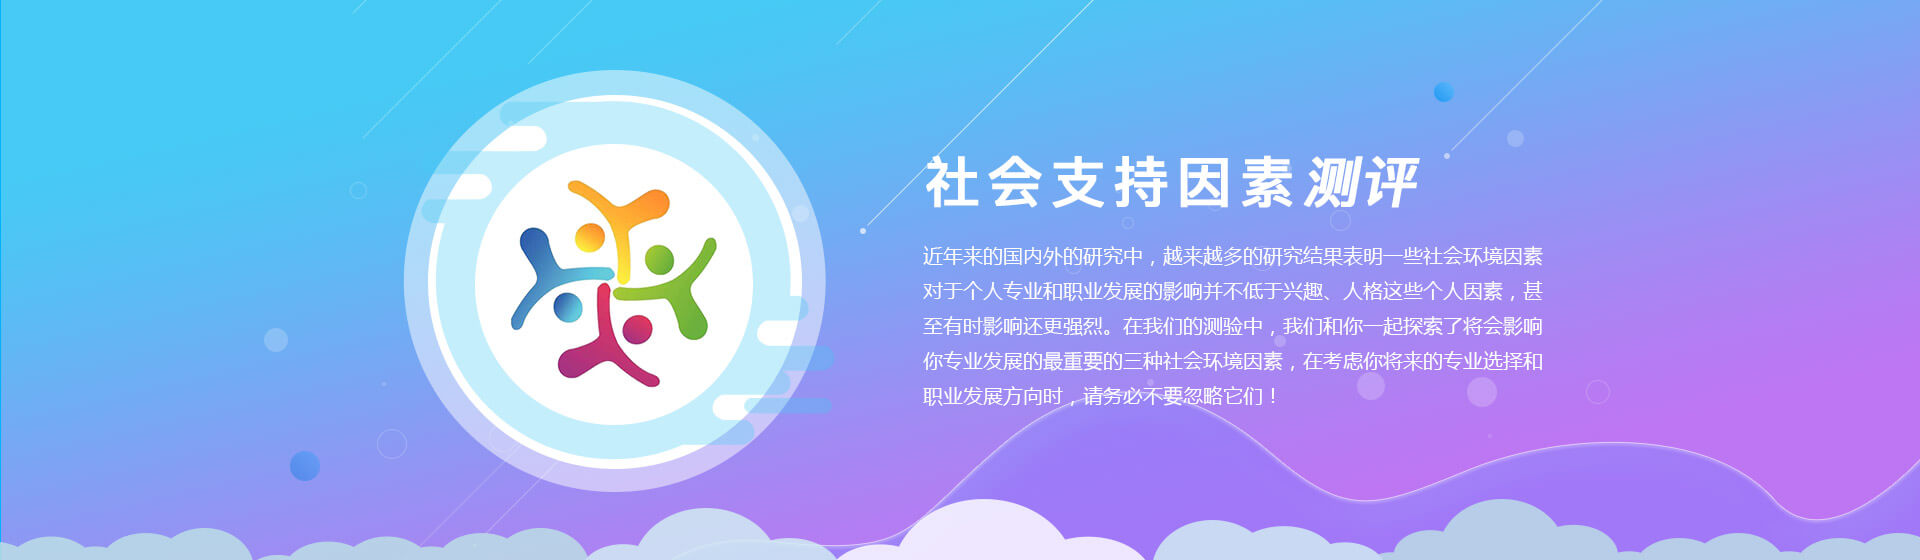 社会支持因素测评
近年来的国内外的研究中，越来越多的研究结果表明一些社会环境因素
对于个人专业和职业发展的影响并不低于兴趣、人格这些个人因素，甚
至有时影响还更强烈。在我们的测验中，我们和你一起探索了将会影响
你专业发展的最重要的三种社会环境因素，在考虑你将来的专业选择和
职业发展方向时，请务必不要忽略它们！